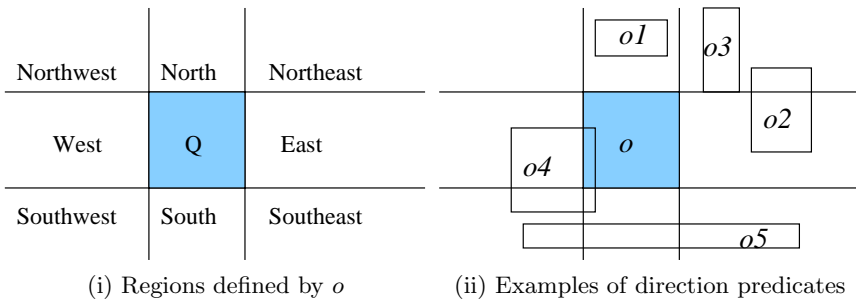 Northwest North Northeast
West Q East
Southwest South Southeast
(i) Regions defined by o
o1 o3
o2
o
o4
o5
(ii) Examples of direction predicates